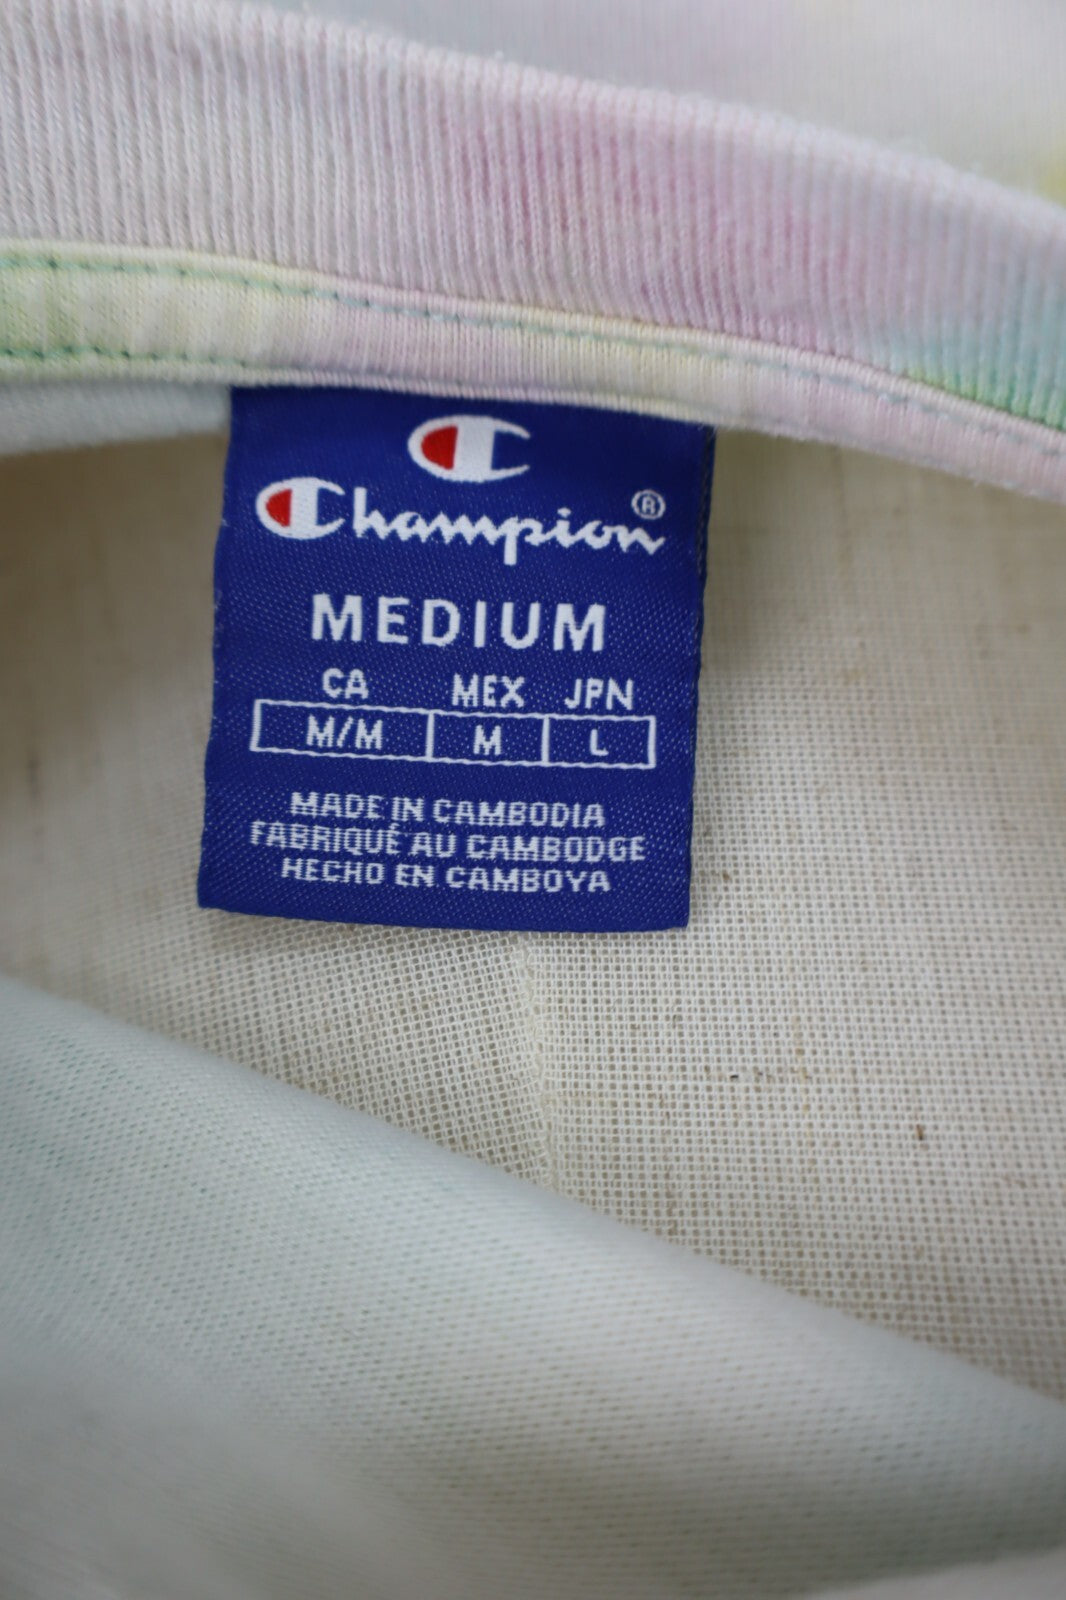 Champion®
MEDIUM
CA MEX JPN
M/M M L
MADE IN CAMBODIA
FABRIQUÉ AU CAMBODGE
HECHO EN CAMBOYA